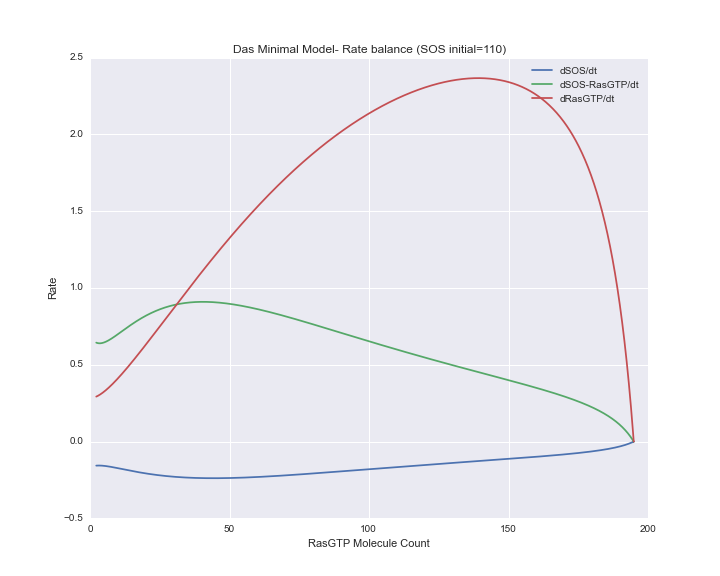 Das Minimal Model- Rate balance (SOS initial=110)
2.5
dSOS/dt
dSOS-RasGTP/dt
dRasGTP/dt
2.0
1.5
Rate
1.0
0.5
0.0
−0.5
0 50 100 150 200
RasGTP Molecule Count